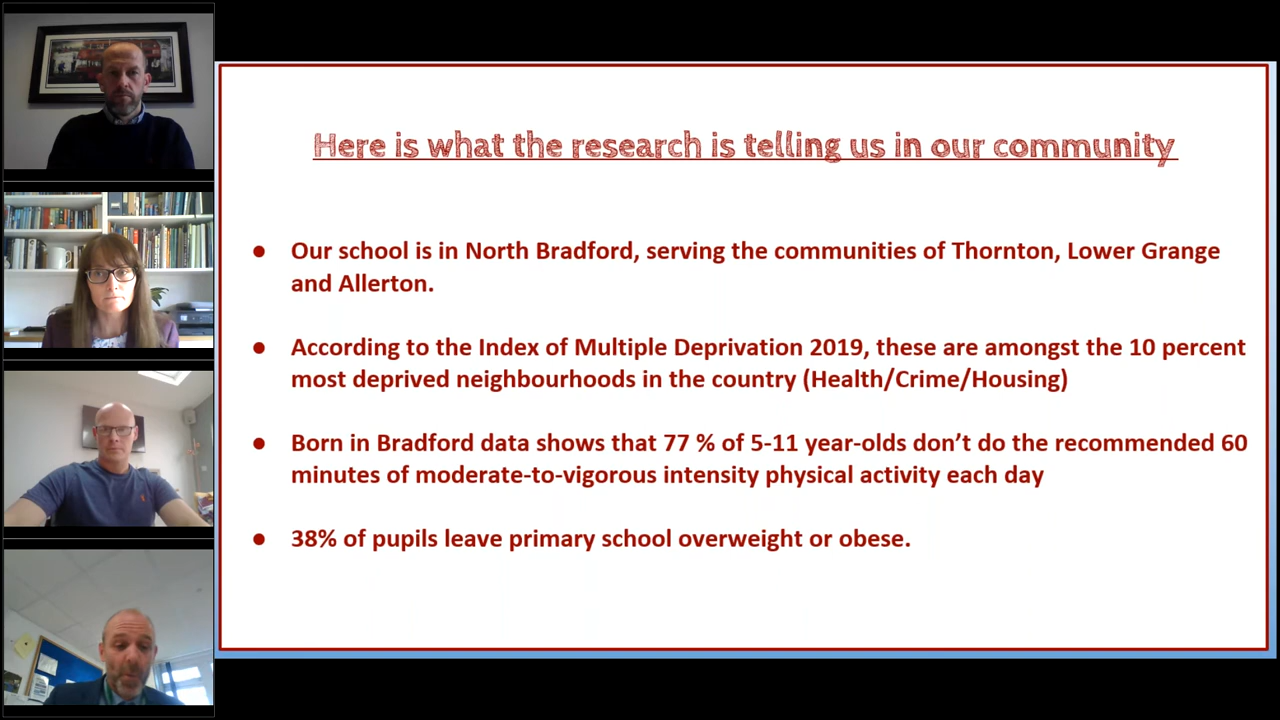 Here is what the research is telling us in our community
● Our school is in North Bradford, serving the communities of Thornton, Lower Grange
and Allerton.
● According to the Index of Multiple Deprivation 2019, these are amongst the 10 percent
most deprived neighbourhoods in the country (Health/Crime/Housing)
● Born in Bradford data shows that 77 % of 5-11 year-olds don’t do the recommended 60
minutes of moderate-to-vigorous intensity physical activity each day
● 38% of pupils leave primary school overweight or obese.